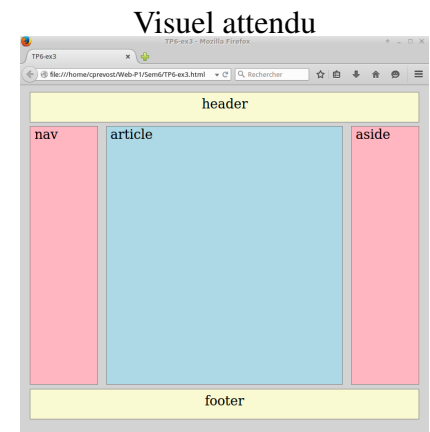 Visuel attendu
TP6-ex3 - Mozilla Firefox
TP6-ex3
file:///home/cprevost/Web-P1/Sem6/TP6-ex3.html
Rechercher
header
nav
article
aside
footer